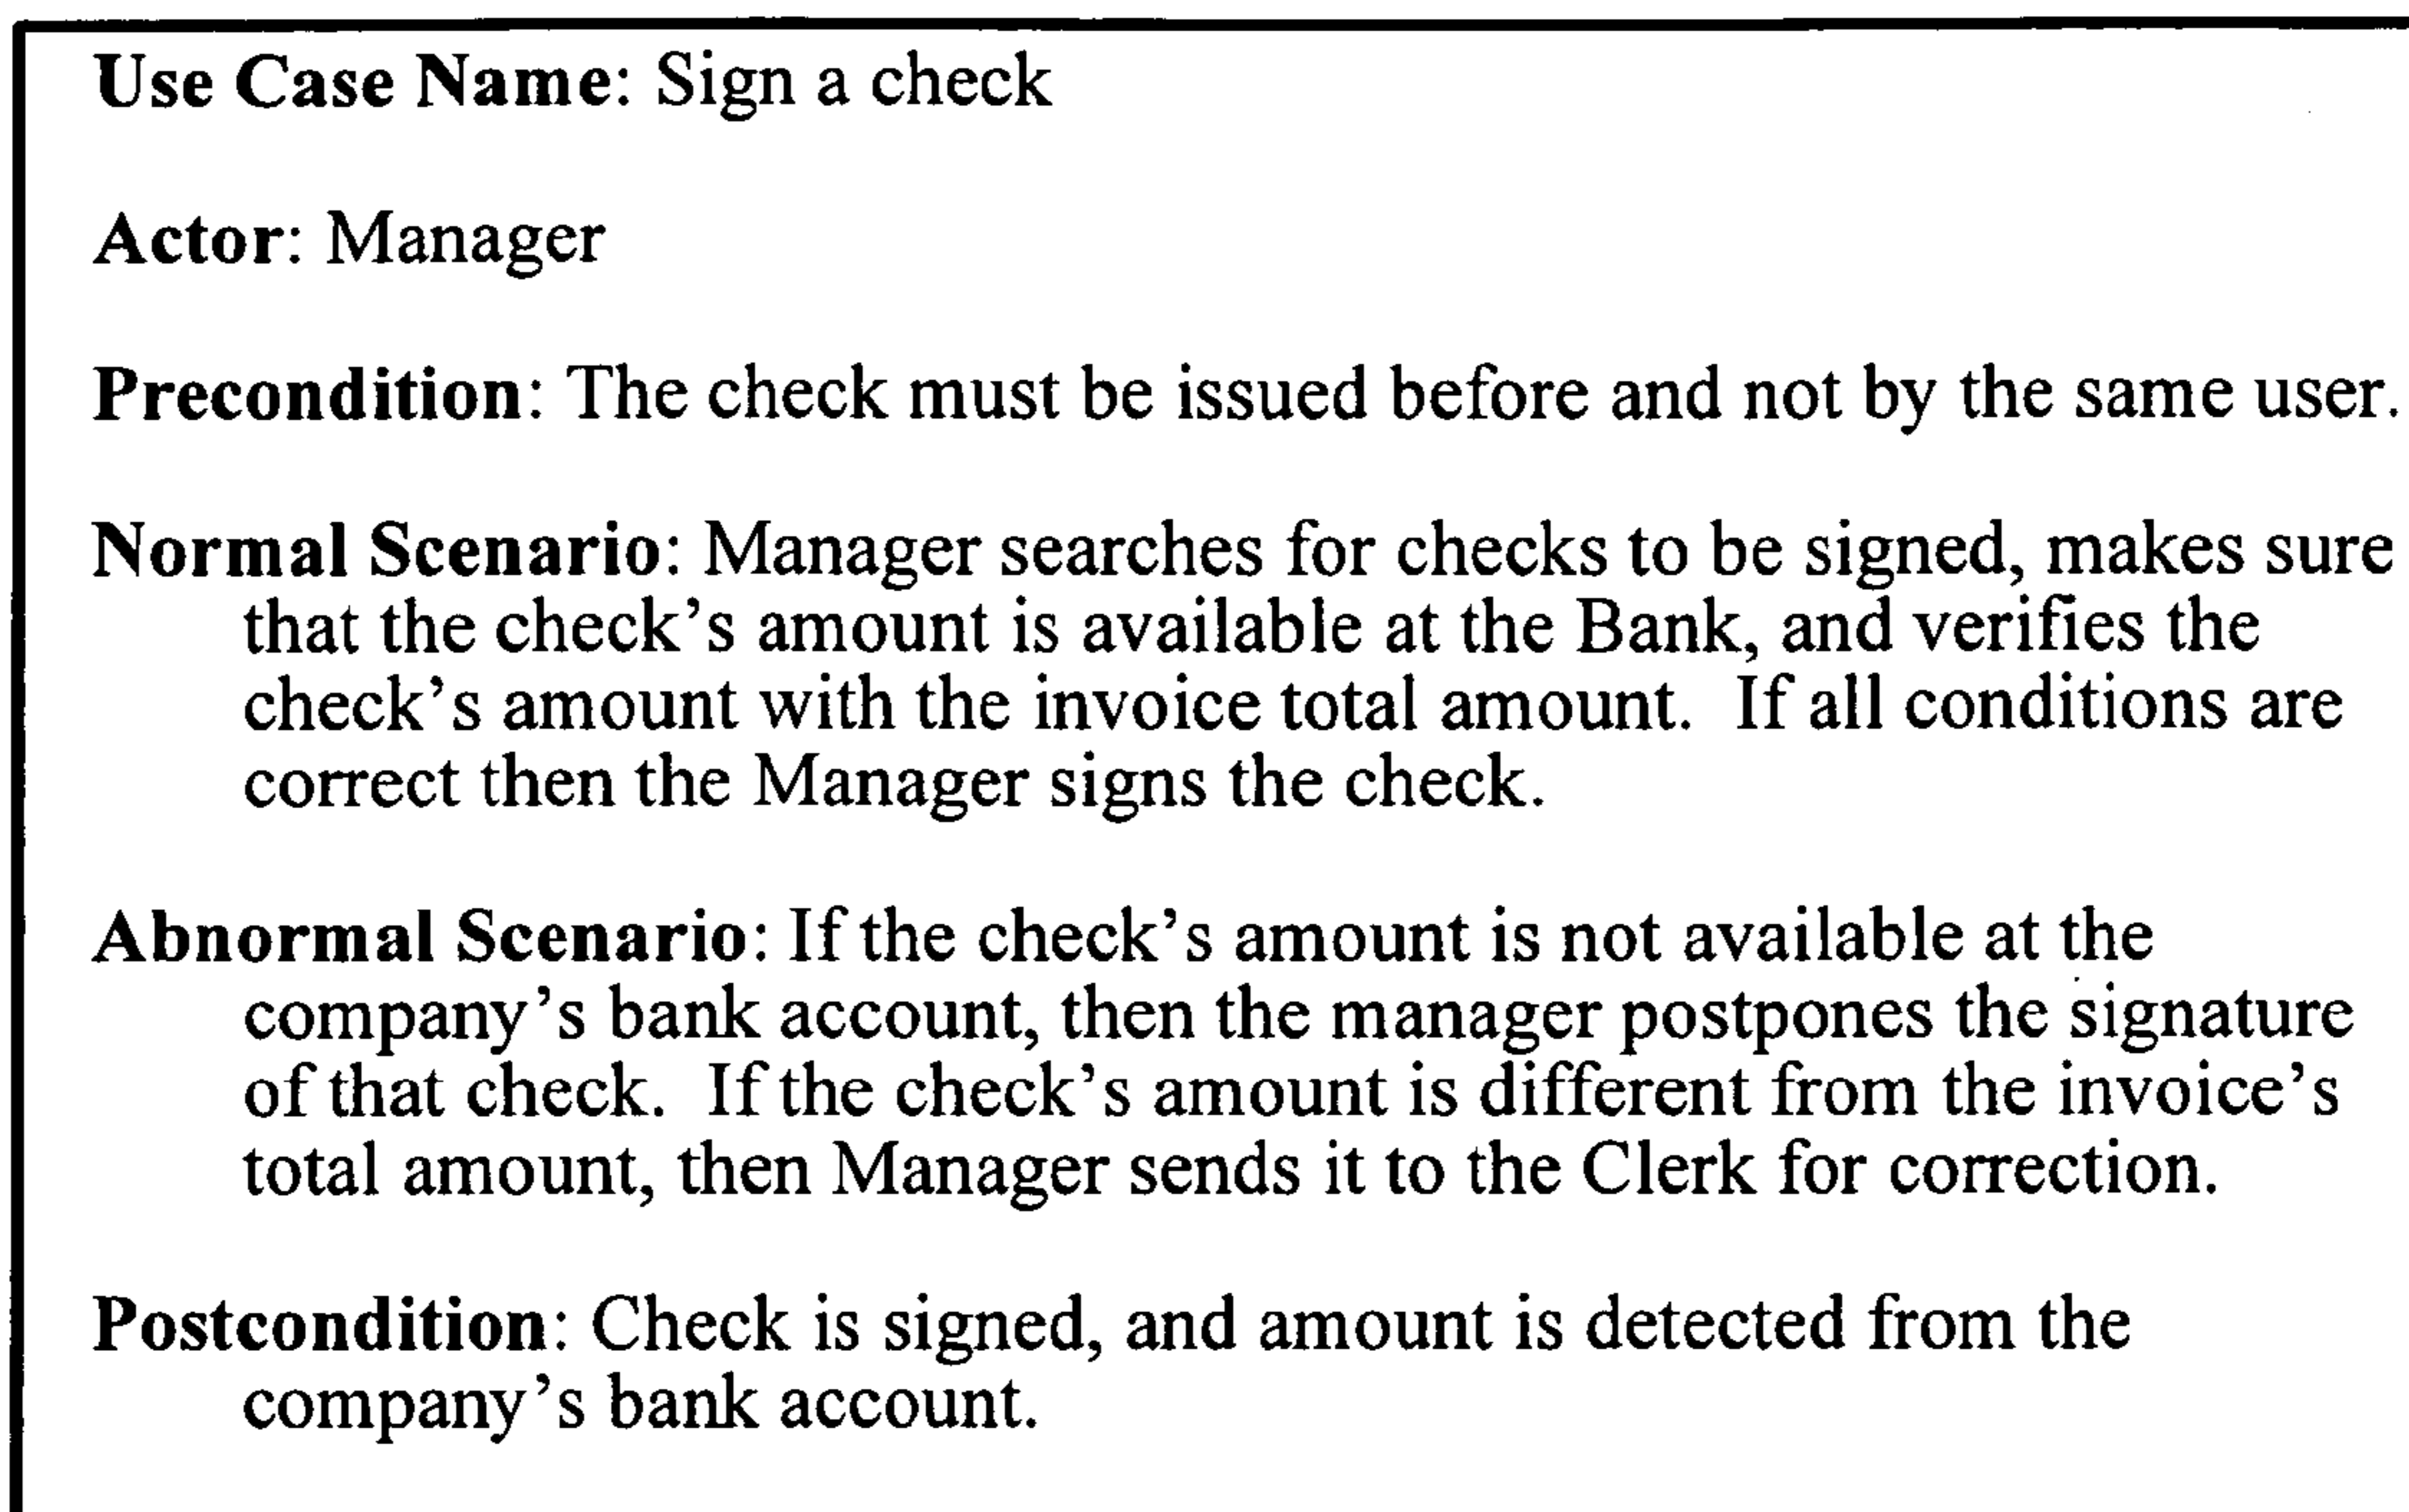 Use Case Name: Sign a check
Actor: Manager
Precondition: The check must be issued before and not by the same user.
Normal Scenario: Manager searches for checks to be signed, makes sure
that the check’s amount is available at the Bank, and verifies the
check’s amount with the invoice total amount. If all conditions are
correct then the Manager signs the check.
Abnormal Scenario: If the check’s amount is not available at the
company’s bank account, then the manager postpones the signature
of that check. If the check’s amount is different from the invoice’s
total amount, then Manager sends it to the Clerk for correction.
Postcondition: Check is signed, and amount is detected from the
company’s bank account.